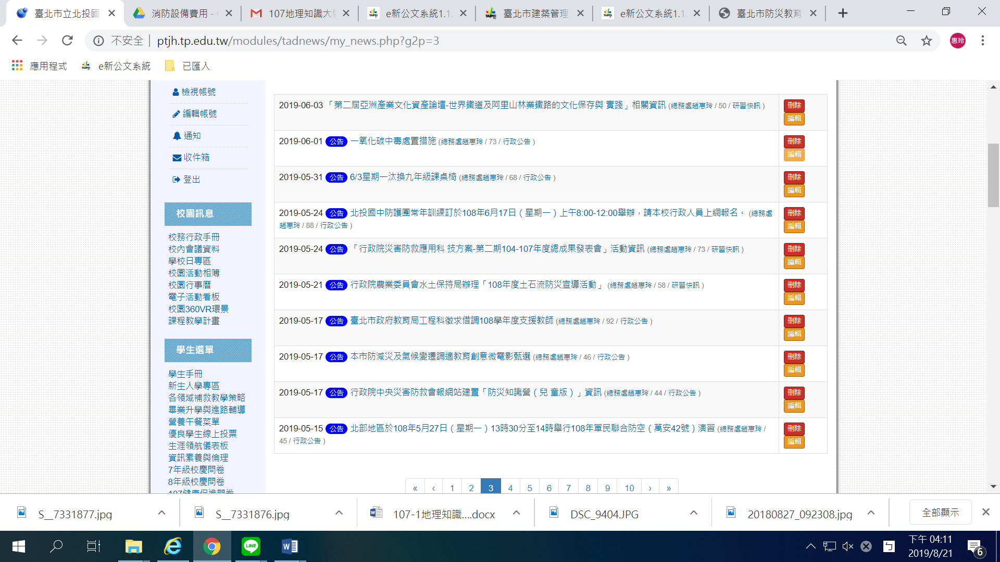 臺北市立北投國
消防設備費用 -
107地理知識大
e新公文系統1.1
臺北市建築管理
e新公文系統1.1
臺北市防災教育
不安全
ptjh.tp.edu.tw/modules/tadnews/my_news.php?g2p=3
惠玲
應用程式
e新公文系統
已匯入
檢視帳號
編輯帳號
通知
收件箱
登出
校園訊息
校務行政手冊
校內會議資料
學校日專區
校園活動相簿
校園行事曆
電子活動看板
校園360VR環景
課程教學計畫
學生選單
學生手冊
新生入學專區
各領域補救教學策略
畢業升學與進路輔導
營養午餐菜單
優良學生線上投票
生涯領航儀表板
資訊素養與倫理
7年級校慶問卷
8年級校慶問卷
107健康促進問卷
2019-06-03 「第二屆亞洲產業文化資產論壇-世界鐵道及阿里山林業鐵路的文化保存與 實踐」相關資訊 (總務處趙惠玲 / 50 / 研習快訊 )
刪除
編輯
2019-06-01 公告 一氧化碳中毒處置措施 (總務處趙惠玲 / 73 / 行政公告 )
刪除
編輯
2019-05-31 公告 6/3星期一汰換九年級課桌椅 (總務處趙惠玲 / 68 / 行政公告 )
刪除
編輯
2019-05-24 公告 北投國中防護團常年訓練訂於108年6月17日（星期一）上午8:00-12:00舉辦，請本校行政人員上網報名。 (總務處
趙惠玲 / 88 / 行政公告 )
刪除
編輯
2019-05-24 公告 「行政院災害防救應用科 技方案-第二期104-107年度總成果發表會」活動資訊 (總務處趙惠玲 / 73 / 研習快訊 )
刪除
編輯
2019-05-21 公告 行政院農業委員會水土保持局辦理「108年度土石流防災宣導活動」 (總務處趙惠玲 / 58 / 研習快訊 )
刪除
編輯
2019-05-17 公告 臺北市政府教育局工程科徵求借調108學年度支援教師 (總務處趙惠玲 / 92 / 行政公告 )
刪除
編輯
2019-05-17 公告 本市防減災及氣候變遷調適教育創意微電影甄選 (總務處趙惠玲 / 46 / 行政公告 )
刪除
編輯
2019-05-17 公告 行政院中央災害防救會報網站建置「防災知識營（兒 童版）」資訊 (總務處趙惠玲 / 44 / 行政公告 )
刪除
編輯
2019-05-15 公告 北部地區於108年5月27日（星期一）13時30分至14時舉行108年軍民聯合防空（萬安42號）演習 (總務處趙惠玲 /
45 / 行政公告 )
刪除
編輯
« ‹ 1 2 3 4 5 6 7 8 9 10 › »
S__7331877.jpg
S__7331876.jpg
107-1地理知識....docx
DSC_9404.JPG
20180827_092308.jpg
全部顯示
LINE
ㄅ
下午 04:11
2019/8/21
6